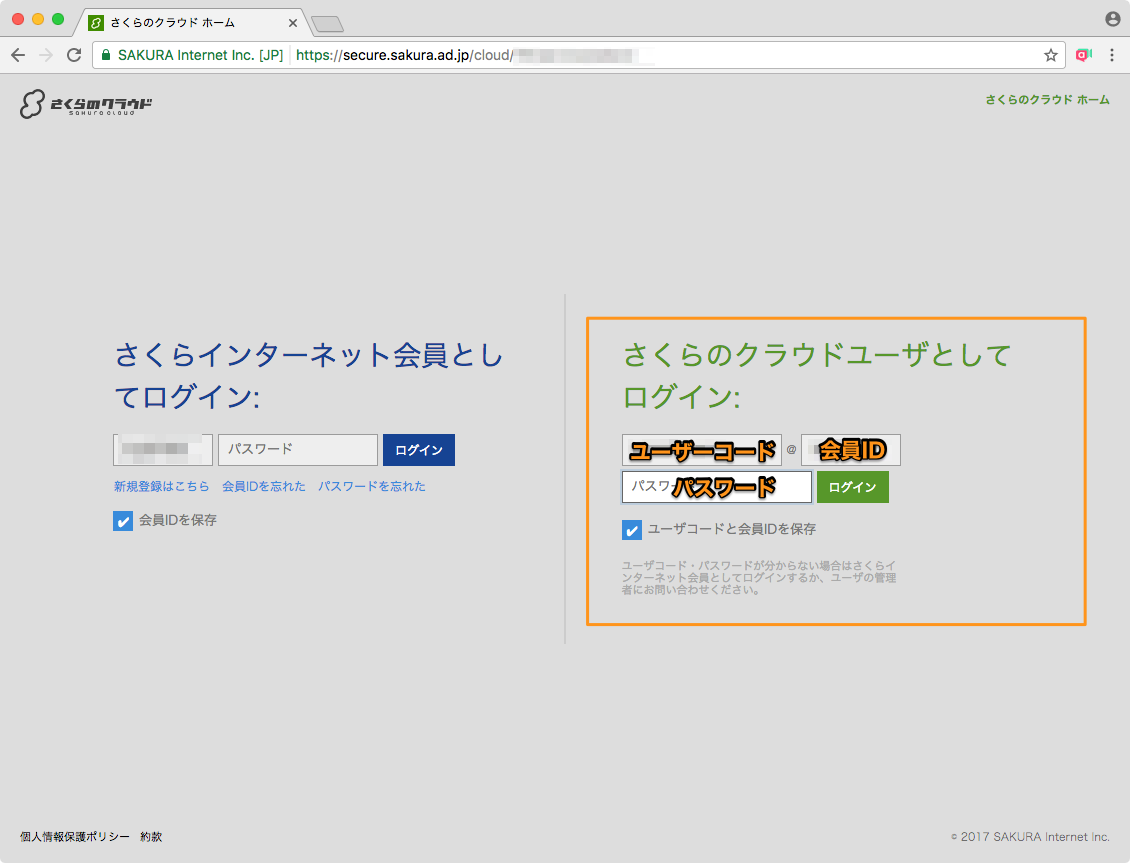 さくらのクラウド ホーム
SAKURA Internet Inc. [JP]
https://secure.sakura.ad.jp/cloud/
さくらのクラウド
SAKURA CLOUD
さくらのクラウド ホーム
さくらインターネット会員とし
てログイン:
パスワード
ログイン
新規登録はこちら 会員IDを忘れた パスワードを忘れた
会員IDを保存
さくらのクラウドユーザとして
ログイン:
ユーザーコード
@
会員ID
パスワ
パスワード
ログイン
ユーザコードと会員IDを保存
ユーザコード・パスワードが分からない場合はさくらイ
ンターネット会員としてログインするか、ユーザの管理
者にお問い合わせください。
個人情報保護ポリシー 約款
© 2017 SAKURA Internet Inc.